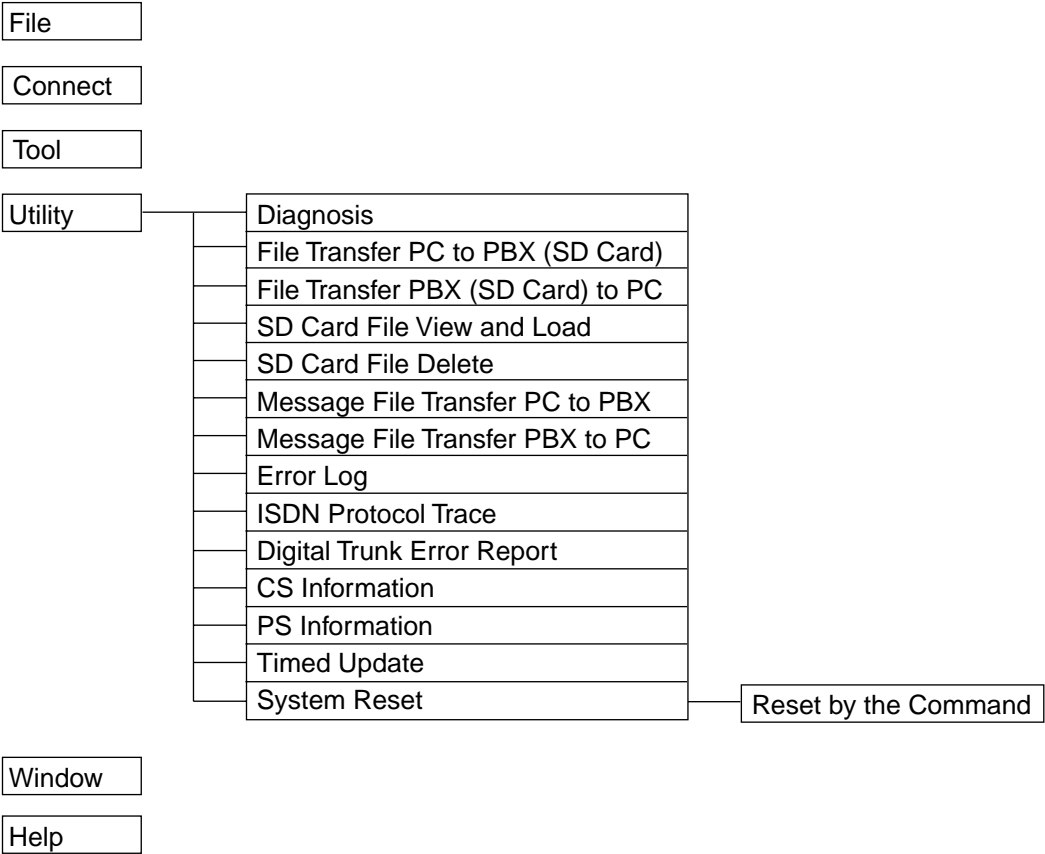 File
Connect
Tool
Utility
Diagnosis
File Transfer PC to PBX (SD Card)
File Transfer PBX (SD Card) to PC
SD Card File View and Load
SD Card File Delete
Message File Transfer PC to PBX
Message File Transfer PBX to PC
Error Log
ISDN Protocol Trace
Digital Trunk Error Report
CS Information
PS Information
Timed Update
System Reset
Reset by the Command
Window
Help